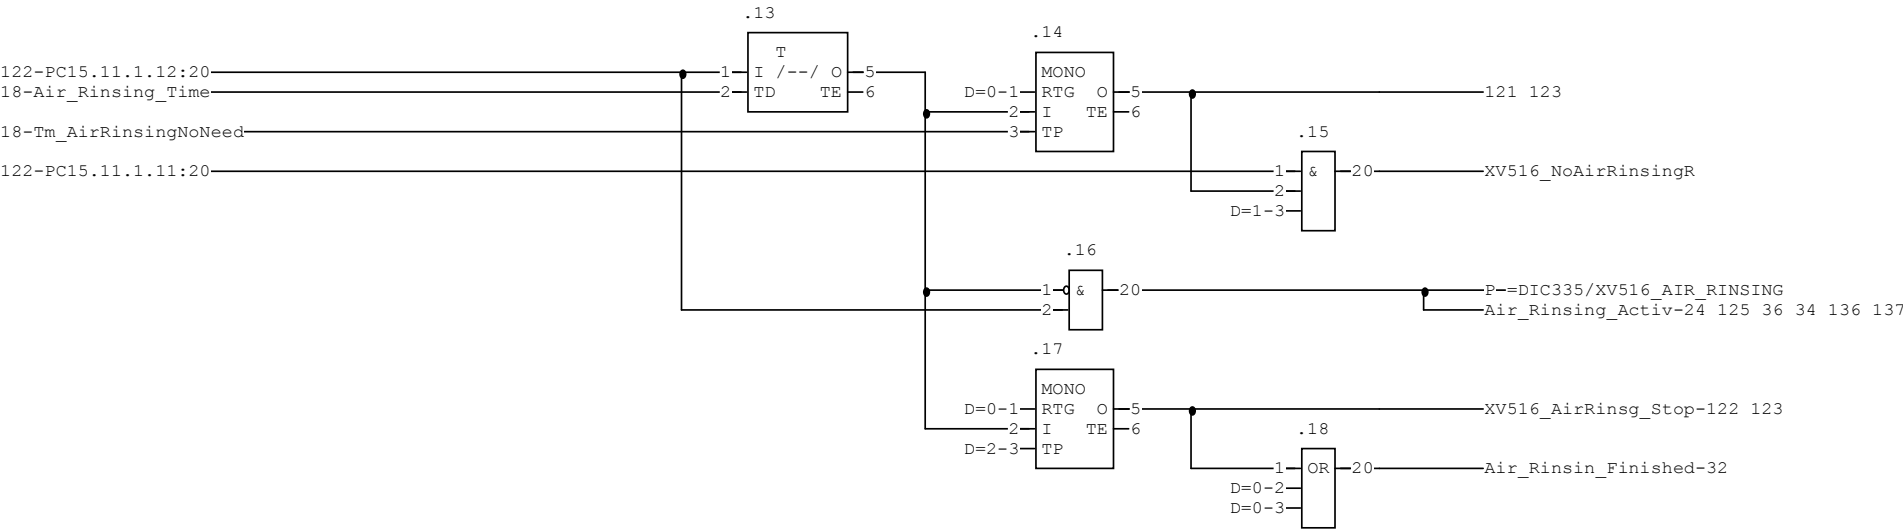 .13
.14
T
122-PC15.11.1.12:20 1 I /--/ O 5 MONO
18-Air_Rinsing_Time 2 TD TE 6 D=0-1 RTG O 5 121 123
2 I TE 6
18-Tm_AirRinsingNoNeed 3 TP .15
122-PC15.11.1.11:20 1 & 20 XV516_NoAirRinsingR
2
D=1-3
.16
1 & 20 P-=DIC335/XV516_AIR_RINSING
2 Air_Rinsing_Activ-24 125 36 34 136 137
.17
MONO
D=0-1 RTG O 5 XV516_AirRinsg_Stop-122 123
2 I TE 6 .18
D=2-3 TP
1 OR 20 Air_Rinsin_Finished-32
D=0-2
D=0-3